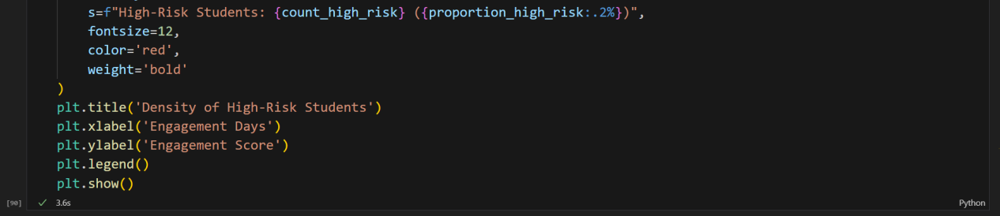 s=f"High-Risk Students: {count_high_risk} ({proportion_high_risk:.2%})",
fontsize=12,
color='red',
weight='bold'
)
plt.title('Density of High-Risk Students')
plt.xlabel('Engagement Days')
plt.ylabel('Engagement Score')
plt.legend()
plt.show()
[90] ✓ 3.6s Python